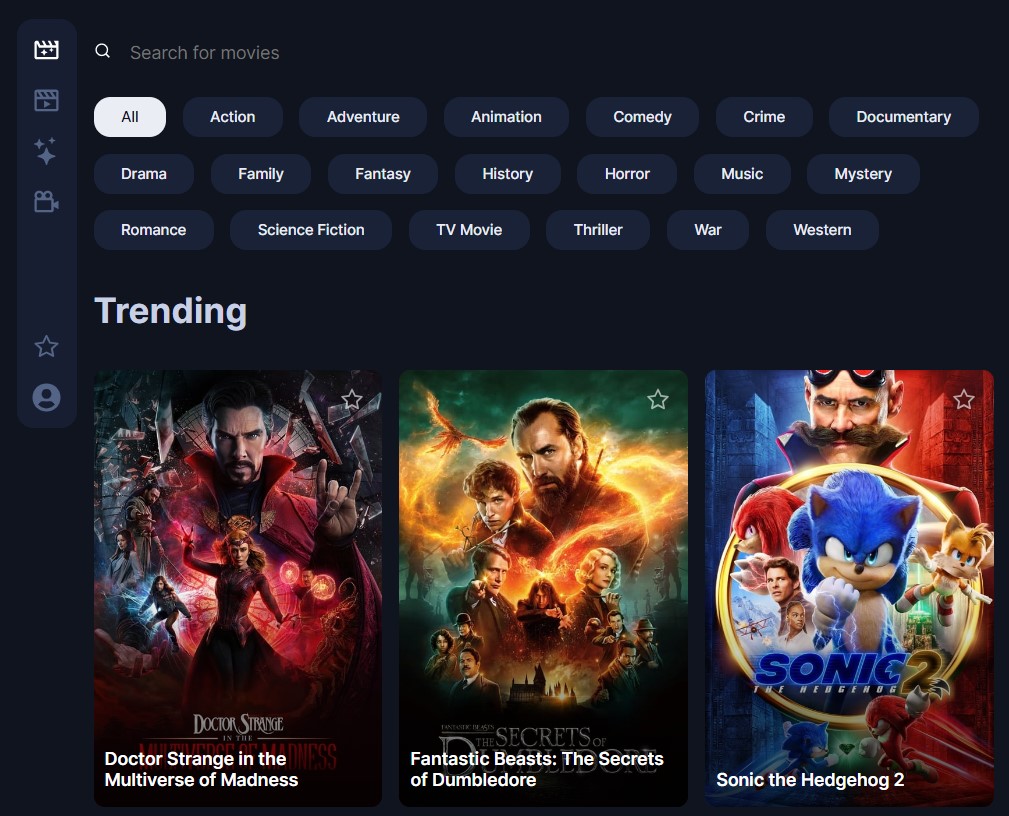 Search for movies
All Action Adventure Animation Comedy Crime Documentary
Drama Family Fantasy History Horror Music Mystery
Romance Science Fiction TV Movie Thriller War Western
Trending
DOCTOR STRANGE
IN THE
MULTIVERSE OF MADNESS
Doctor Strange in the
Multiverse of Madness
FANTASTIC BEASTS
THE SECRETS OF
DUMBLEDORE
Fantastic Beasts: The Secrets
of Dumbledore
SONIC 2
THE HEDGEHOG
Sonic the Hedgehog 2